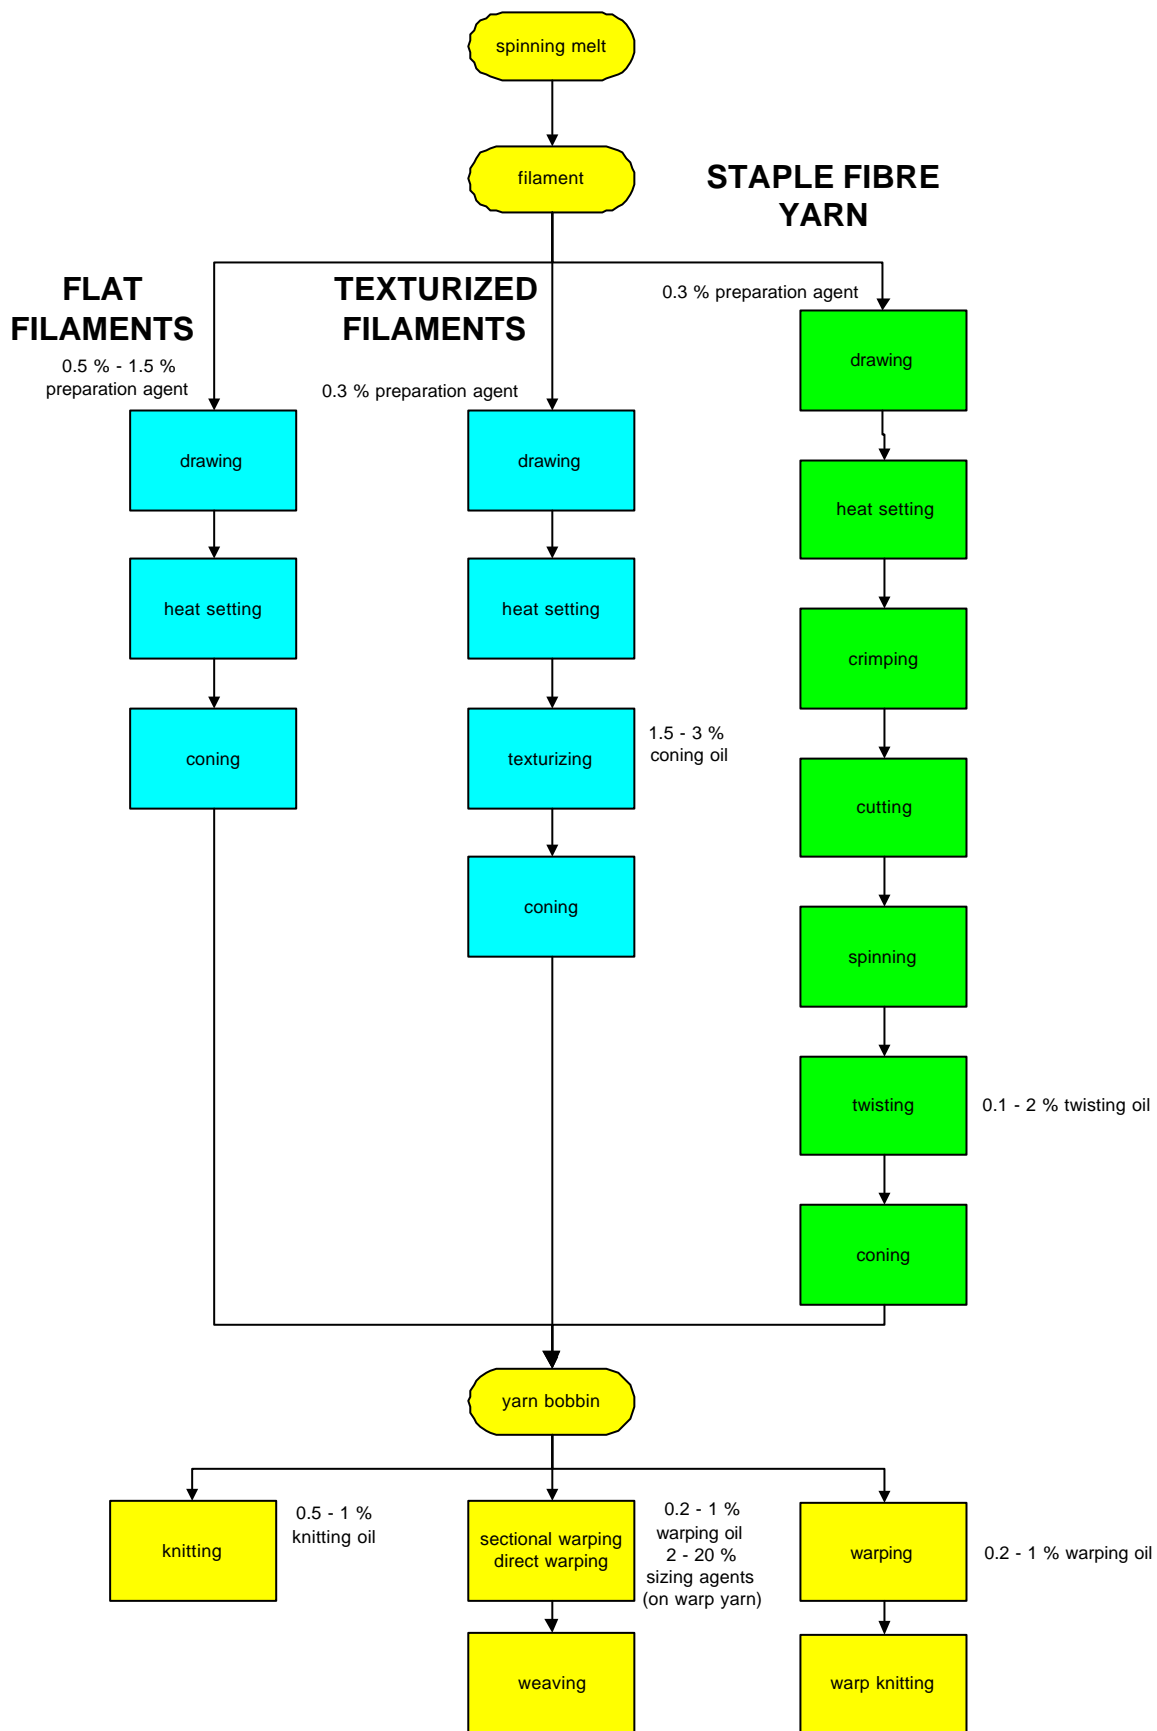 spinning melt
filament
STAPLE FIBRE
YARN
FLAT
FILAMENTS
0.5 % - 1.5 %
preparation agent
TEXTURIZED
FILAMENTS
0.3 % preparation agent
0.3 % preparation agent
drawing
heat setting
coning
drawing
heat setting
texturizing
1.5 - 3 %
coning oil
coning
drawing
heat setting
crimping
cutting
spinning
twisting
0.1 - 2 % twisting oil
coning
yarn bobbin
knitting
0.5 - 1 %
knitting oil
sectional warping
direct warping
0.2 - 1 %
warping oil
2 - 20 %
sizing agents
(on warp yarn)
warping
0.2 - 1 % warping oil
weaving
warp knitting